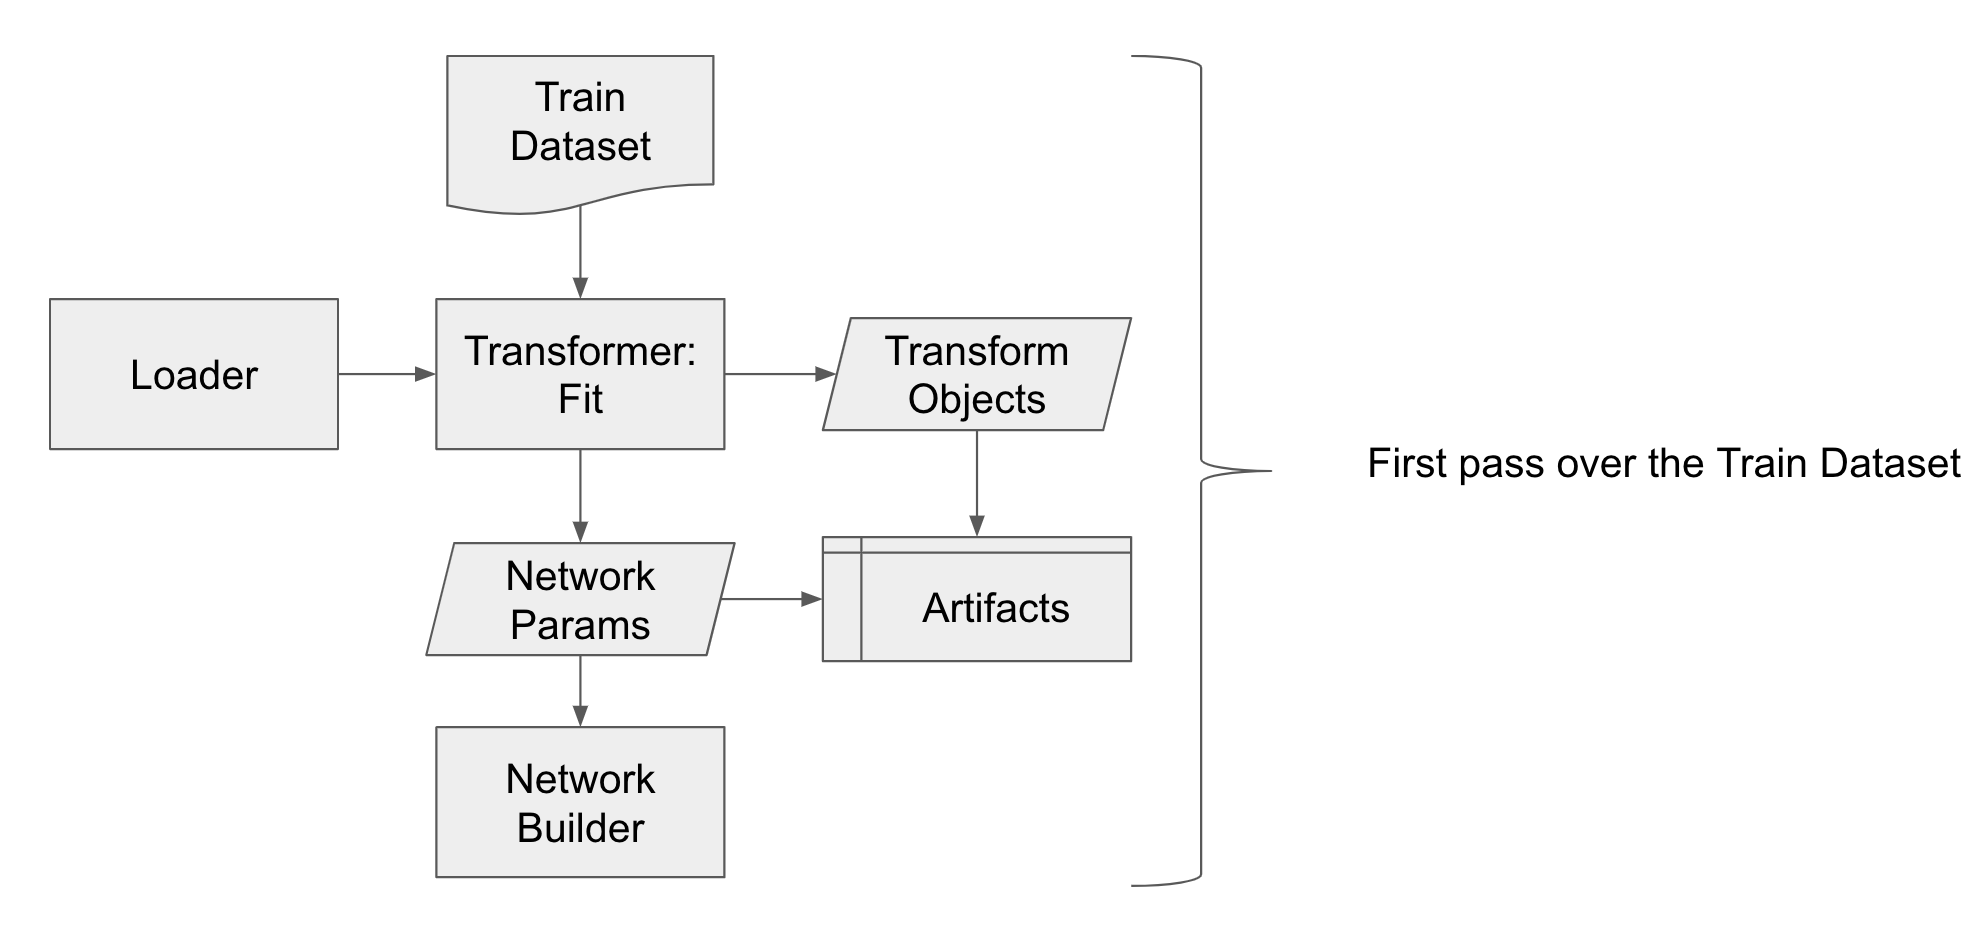 Train
Dataset
Loader
Transformer:
Fit
Transform
Objects
First pass over the Train Dataset
Network
Params
Artifacts
Network
Builder